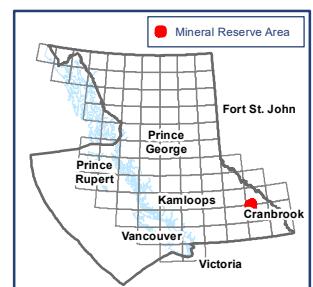 Mineral Reserve Area
Fort St. John
Prince
George
Prince
Rupert
Kamloops
Cranbrook
Vancouver
Victoria